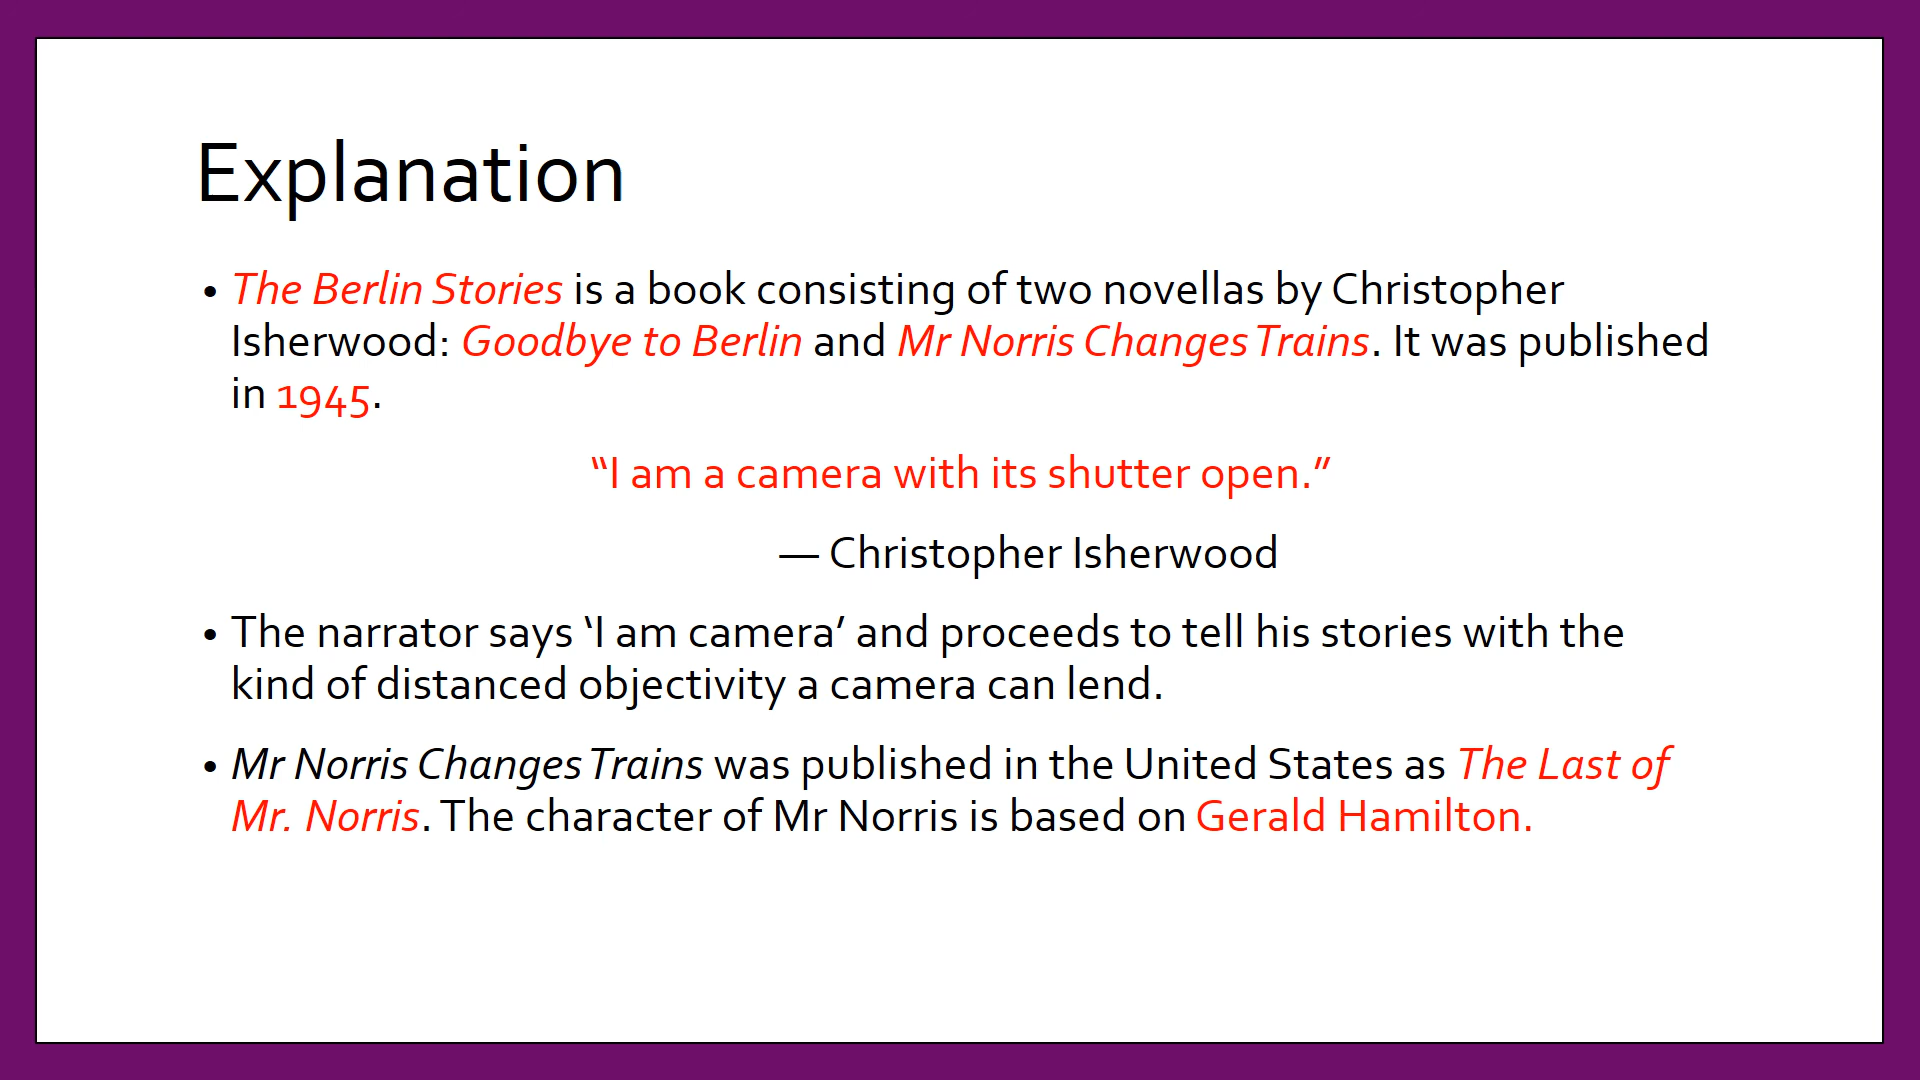 Explanation
• The Berlin Stories is a book consisting of two novellas by Christopher
Isherwood: Goodbye to Berlin and Mr Norris Changes Trains. It was published
in 1945.
“I am a camera with its shutter open.”
— Christopher Isherwood
• The narrator says ‘I am camera’ and proceeds to tell his stories with the
kind of distanced objectivity a camera can lend.
• Mr Norris Changes Trains was published in the United States as The Last of
Mr. Norris. The character of Mr Norris is based on Gerald Hamilton.